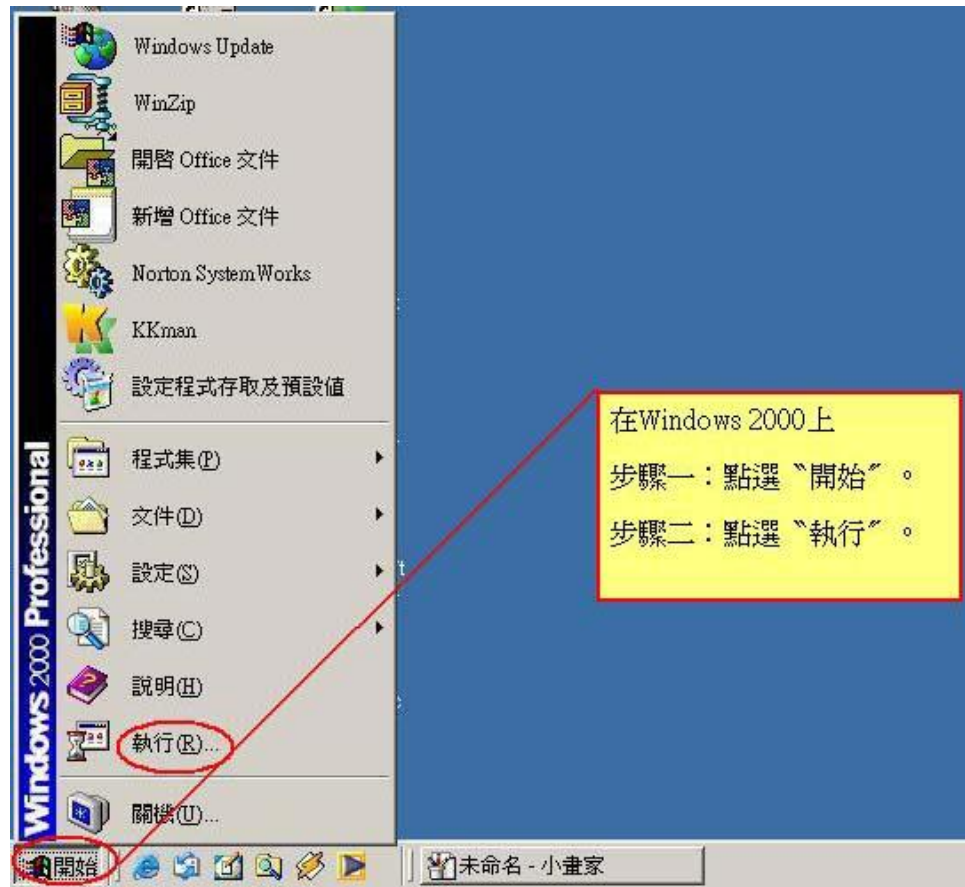 Windows Update
WinZip
開啓 Office 文件
新增 Office 文件
Norton SystemWorks
KKman
設定程式存取及預設值
程式集(P)
文件(D)
設定(S)
搜尋(C)
說明(H)
執行(R)...
關機(U)...
Windows 2000 Professional
在Windows 2000上
步驟一：點選〝開始〞。
步驟二：點選〝執行〞。
開始
未命名 - 小畫家